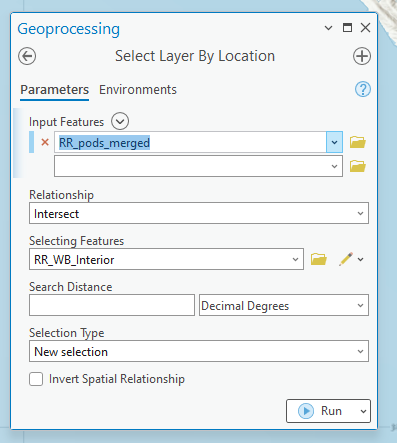 Geoprocessing
Select Layer By Location
Parameters Environments
Input Features
RR_pods_merged
Relationship
Intersect
Selecting Features
RR_WB_Interior
Search Distance
Decimal Degrees
Selection Type
New selection
Invert Spatial Relationship
Run